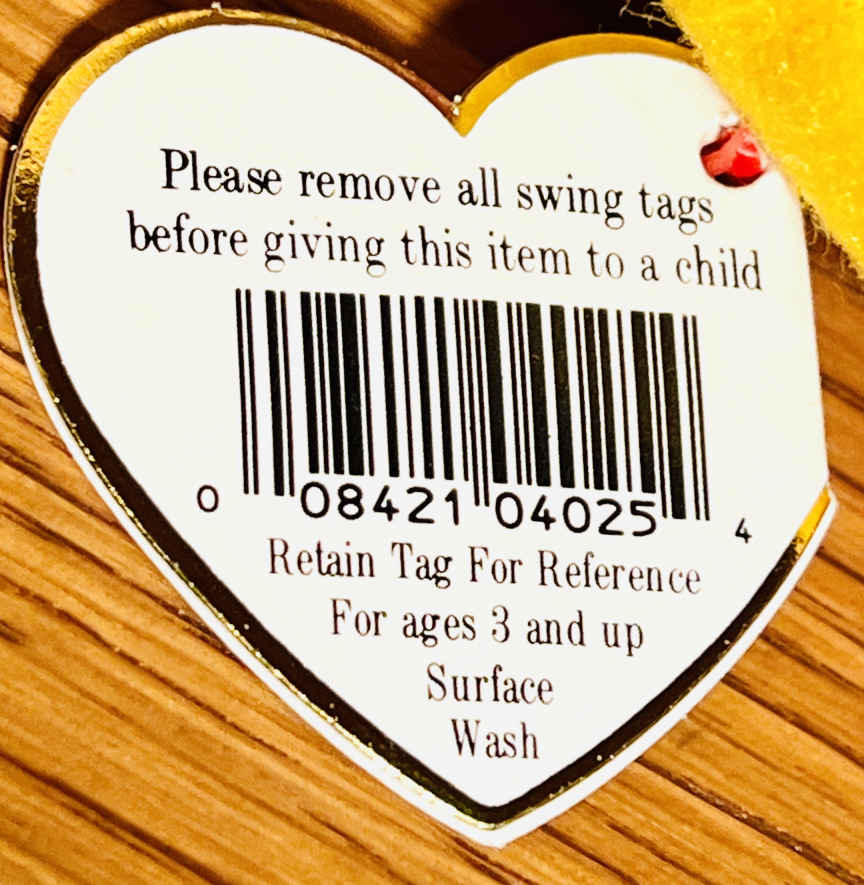 Please remove all swing tags
before giving this item to a child
0 08421 04025 4
Retain Tag For Reference
For ages 3 and up
Surface
Wash